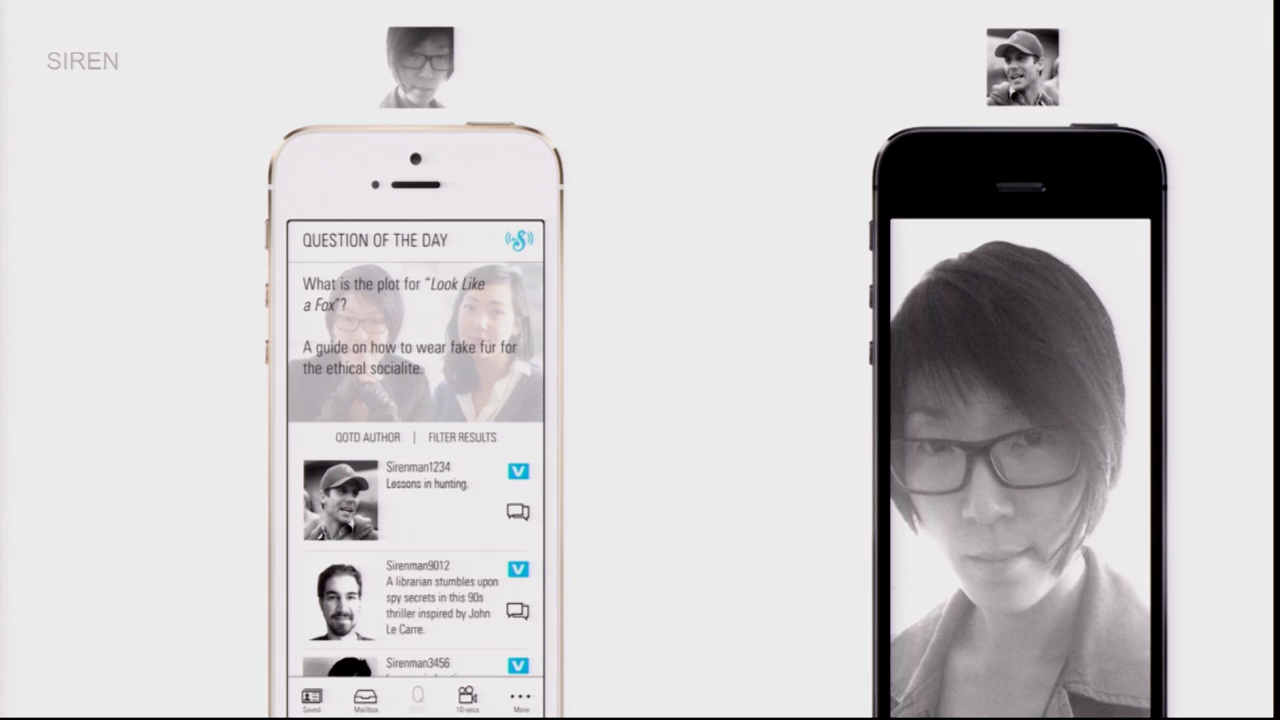 SIREN
QUESTION OF THE DAY
What is the plot for "Look Like
a Fox"?
A guide on how to wear fake fur for
the ethical socialite.
QOTD AUTHOR | FILTER RESULTS
Sirenman1234
Lessons in hunting.
Sirenman9012
A librarian stumbles upon
spy secrets in this 90s
thriller inspired by John
Le Carre.
Sirenman3456
Saved Mailbox Q 10-secs More